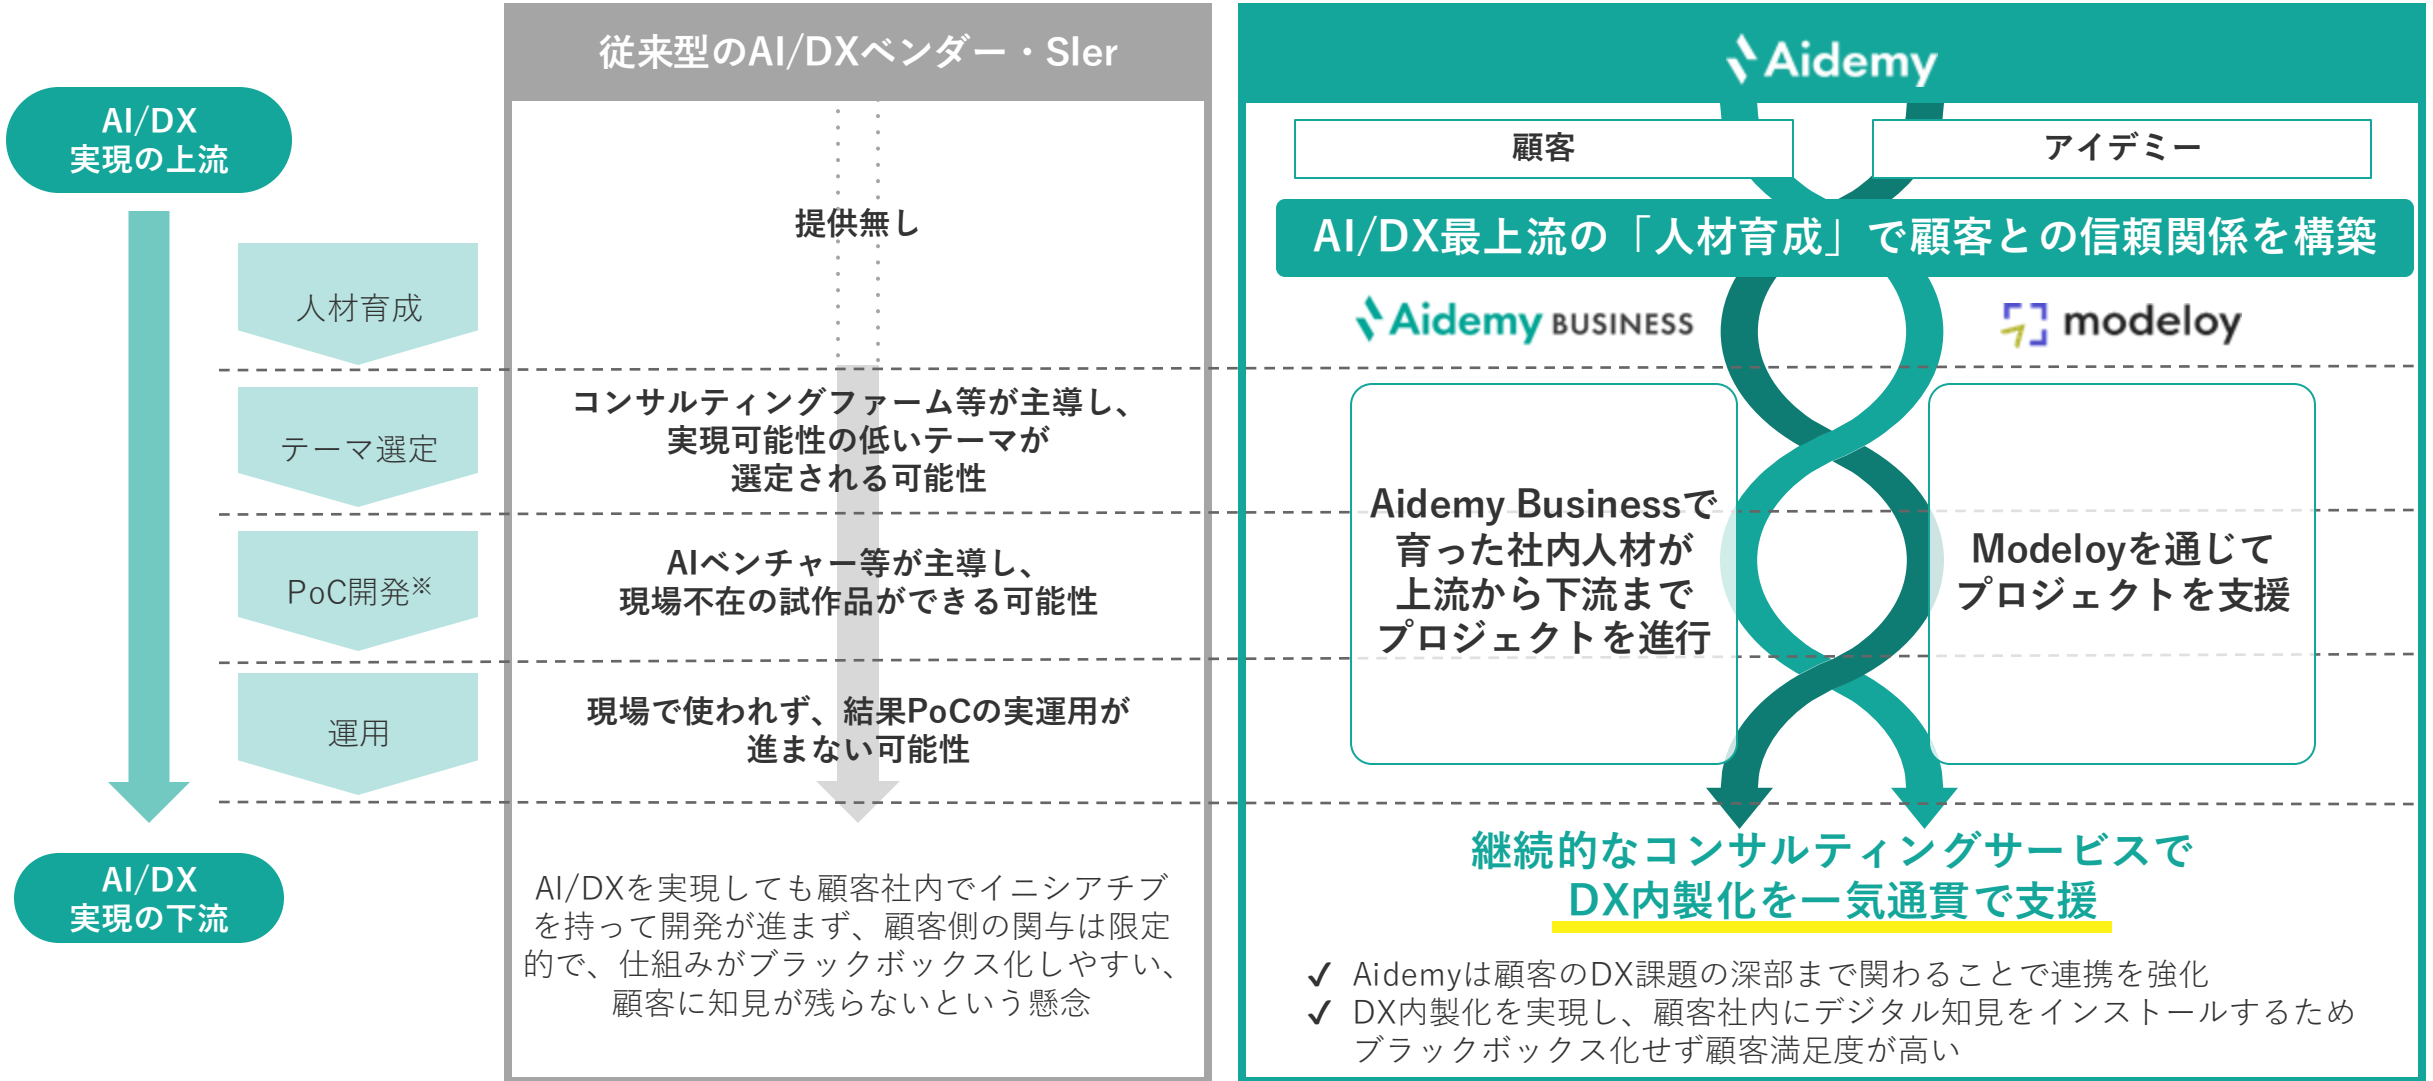 従来型のAI/DXベンダー・SIer
Aidemy
AI/DX
実現の上流
顧客
アイデミー
提供無し
AI/DX最上流の「人材育成」で顧客との信頼関係を構築
人材育成
Aidemy BUSINESS
modeloy
テーマ選定
コンサルティングファーム等が主導し、
実現可能性の低いテーマが
選定される可能性
PoC開発※
AIベンチャー等が主導し、
現場不在の試作品ができる可能性
Aidemy Businessで
育った社内人材が
上流から下流まで
プロジェクトを進行
Modeloyを通じて
プロジェクトを支援
運用
現場で使われず、結果PoCの実運用が
進まない可能性
AI/DX
実現の下流
AI/DXを実現しても顧客社内でイニシアチブ
を持って開発が進まず、顧客側の関与は限定
的で、仕組みがブラックボックス化しやすい、
顧客に知見が残らないという懸念
継続的なコンサルティングサービスで
DX内製化を一気通貫で支援
✓ Aidemyは顧客のDX課題の深部まで関わることで連携を強化
✓ DX内製化を実現し、顧客社内にデジタル知見をインストールするため
ブラックボックス化せず顧客満足度が高い